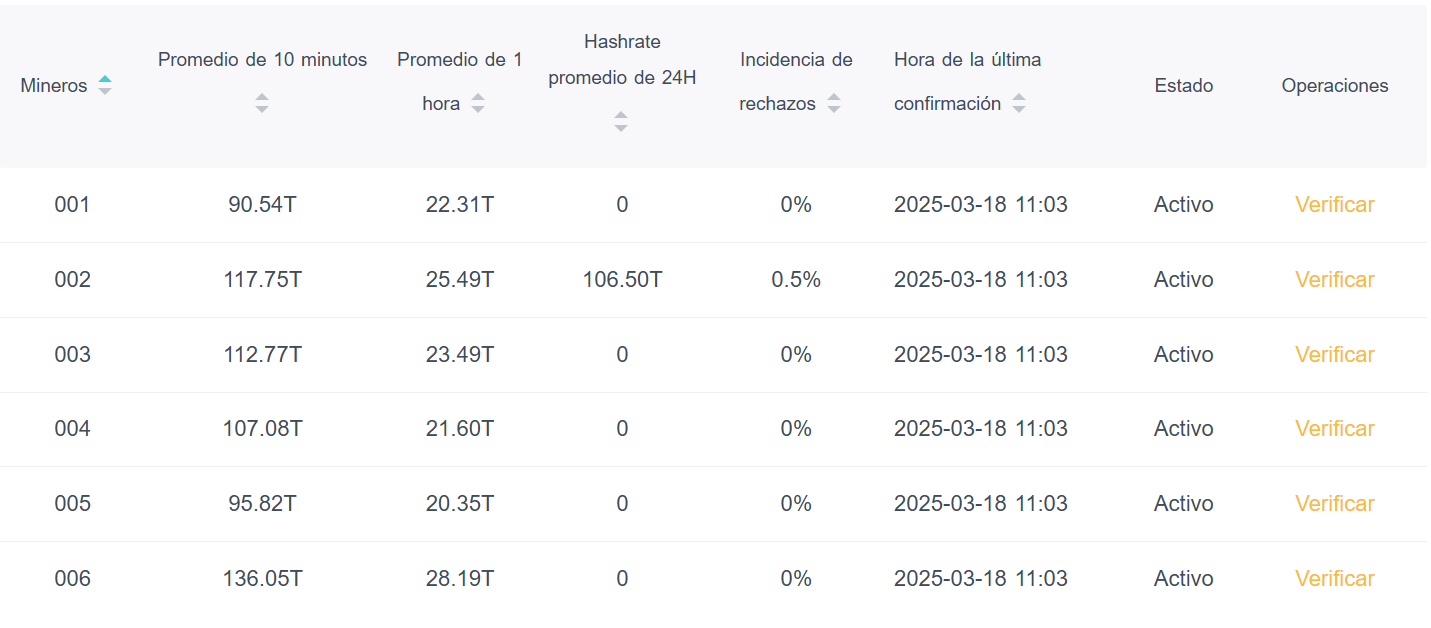 Mineros
Promedio de 10 minutos
Promedio de 1
hora
Hashrate
promedio de 24H
Incidencia de
rechazos
Hora de la última
confirmación
Estado
Operaciones
001 90.54T 22.31T 0 0% 2025-03-18 11:03 Activo Verificar
002 117.75T 25.49T 106.50T 0.5% 2025-03-18 11:03 Activo Verificar
003 112.77T 23.49T 0 0% 2025-03-18 11:03 Activo Verificar
004 107.08T 21.60T 0 0% 2025-03-18 11:03 Activo Verificar
005 95.82T 20.35T 0 0% 2025-03-18 11:03 Activo Verificar
006 136.05T 28.19T 0 0% 2025-03-18 11:03 Activo Verificar